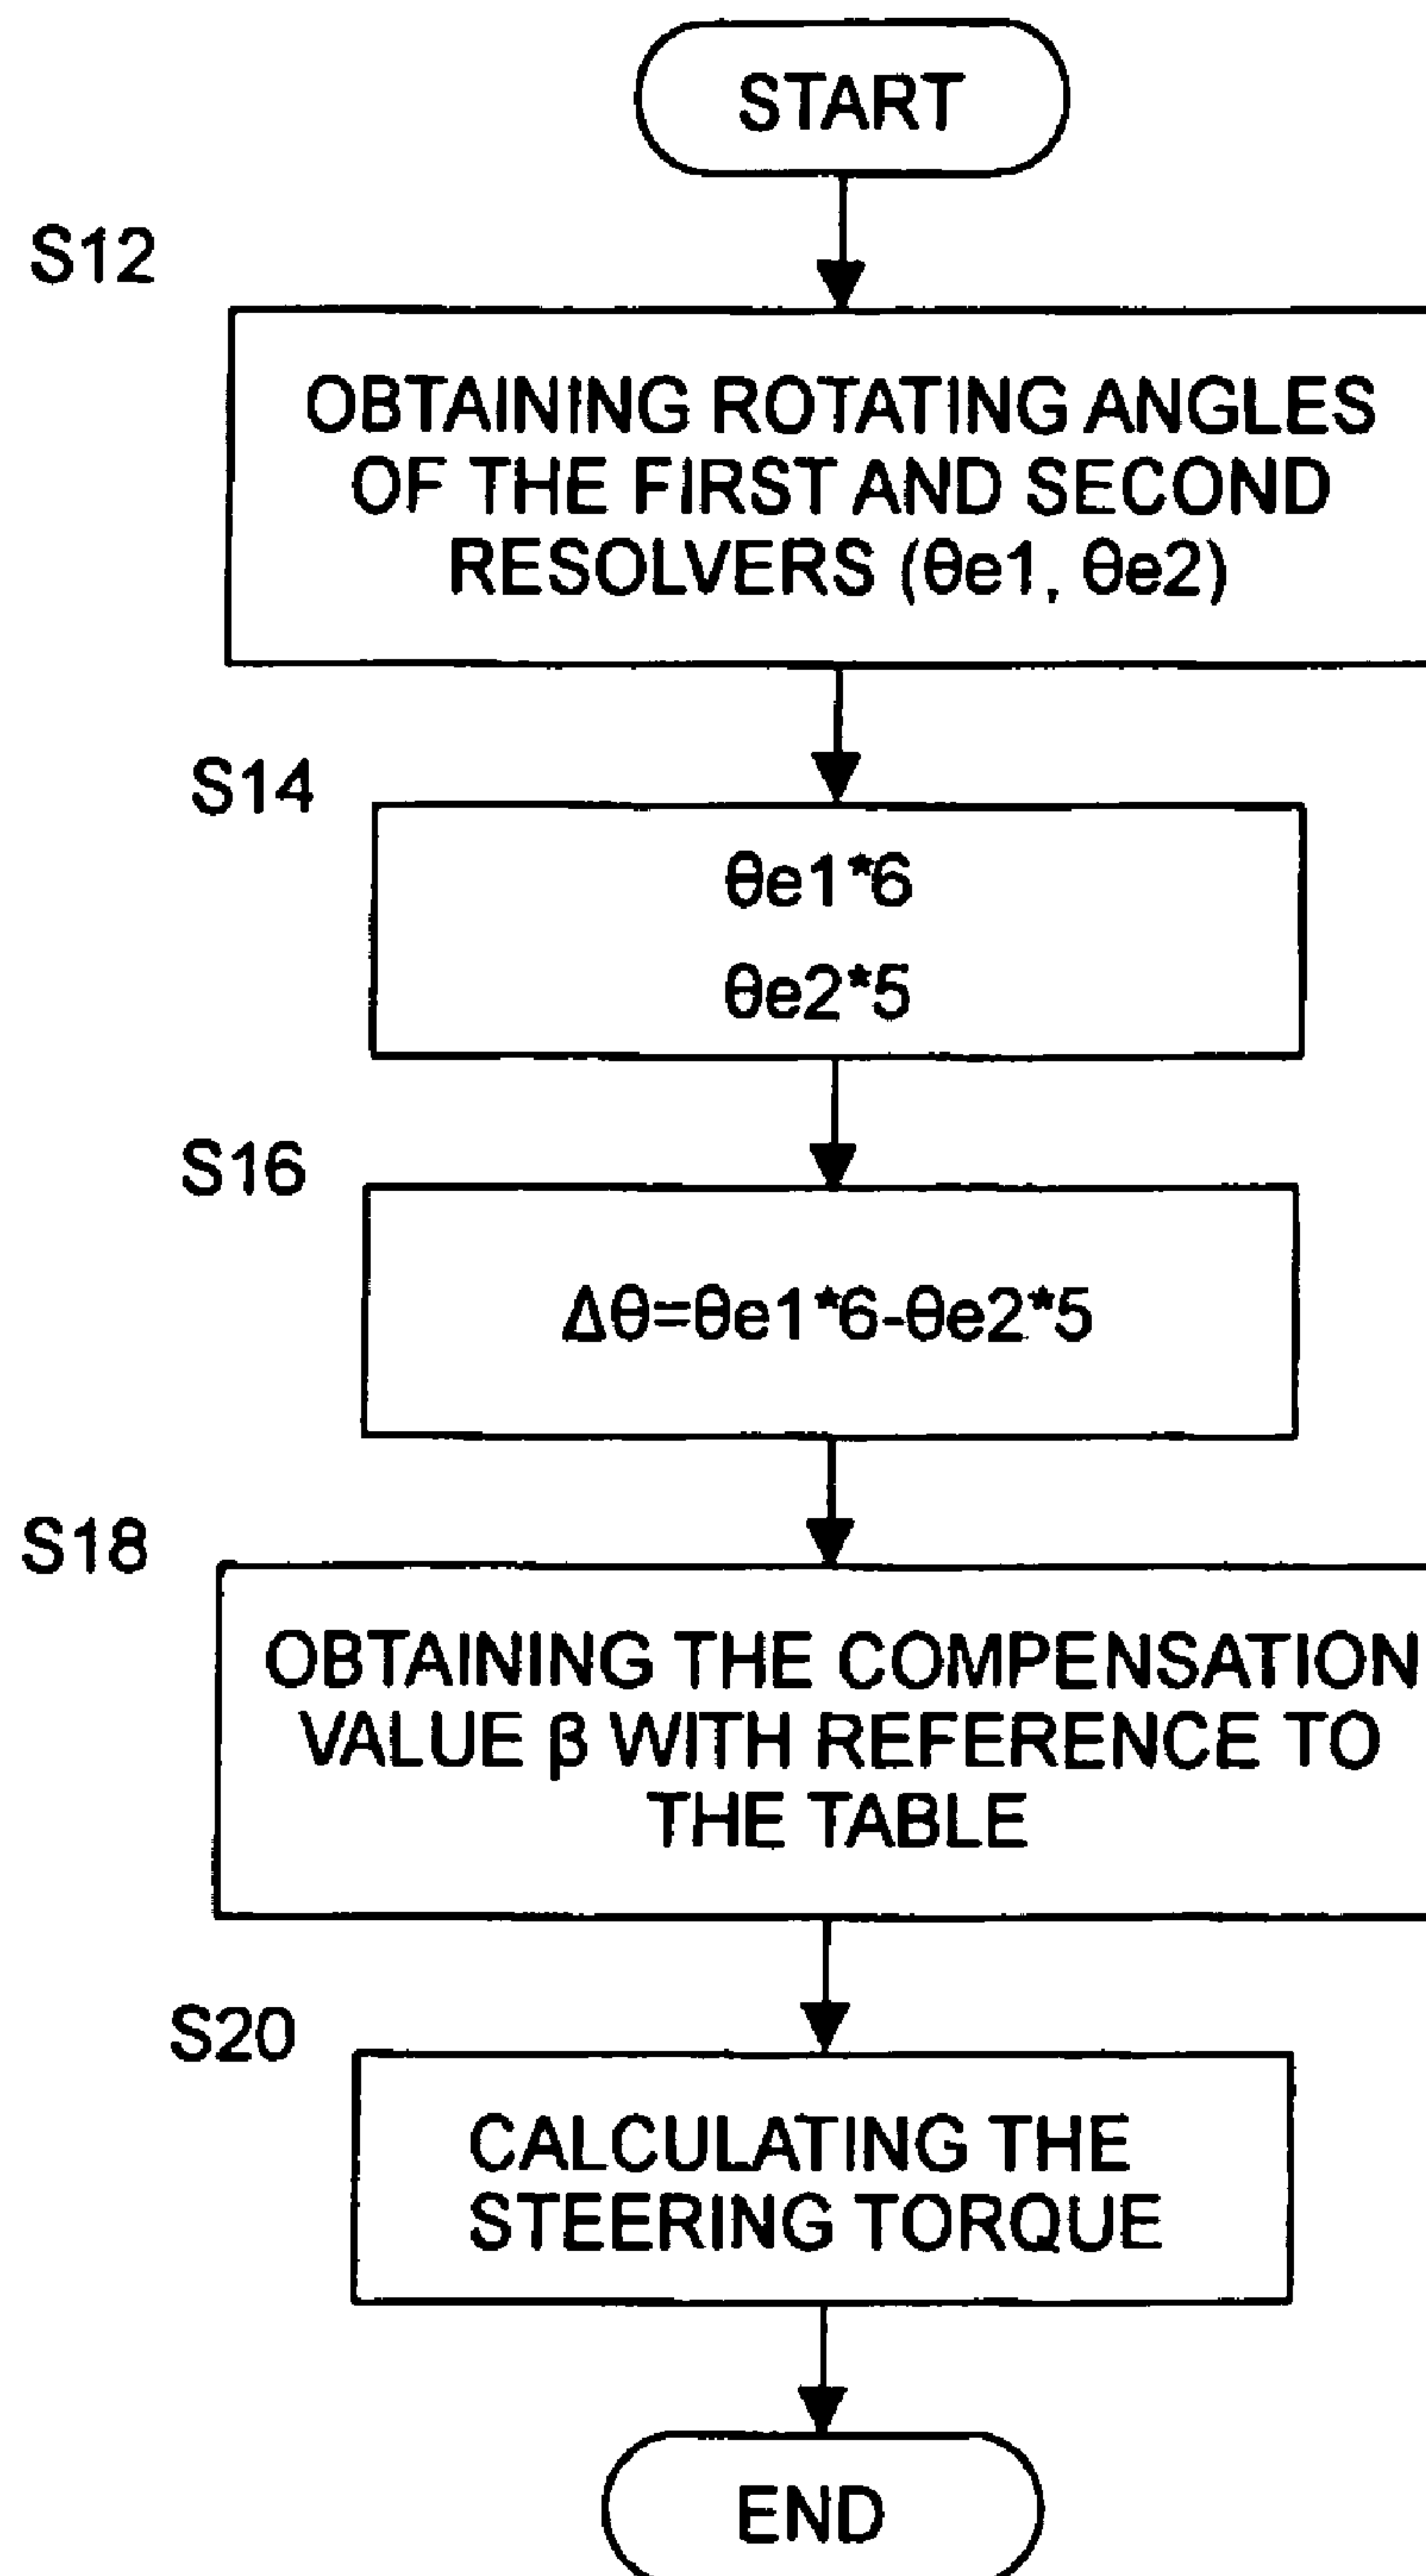 START
S12
OBTAINING ROTATING ANGLES
OF THE FIRST AND SECOND
RESOLVERS (θe1, θe2)
S14
θe1*6
θe2*5
S16
Δθ=θe1*6-θe2*5
S18
OBTAINING THE COMPENSATION
VALUE β WITH REFERENCE TO
THE TABLE
S20
CALCULATING THE
STEERING TORQUE
END